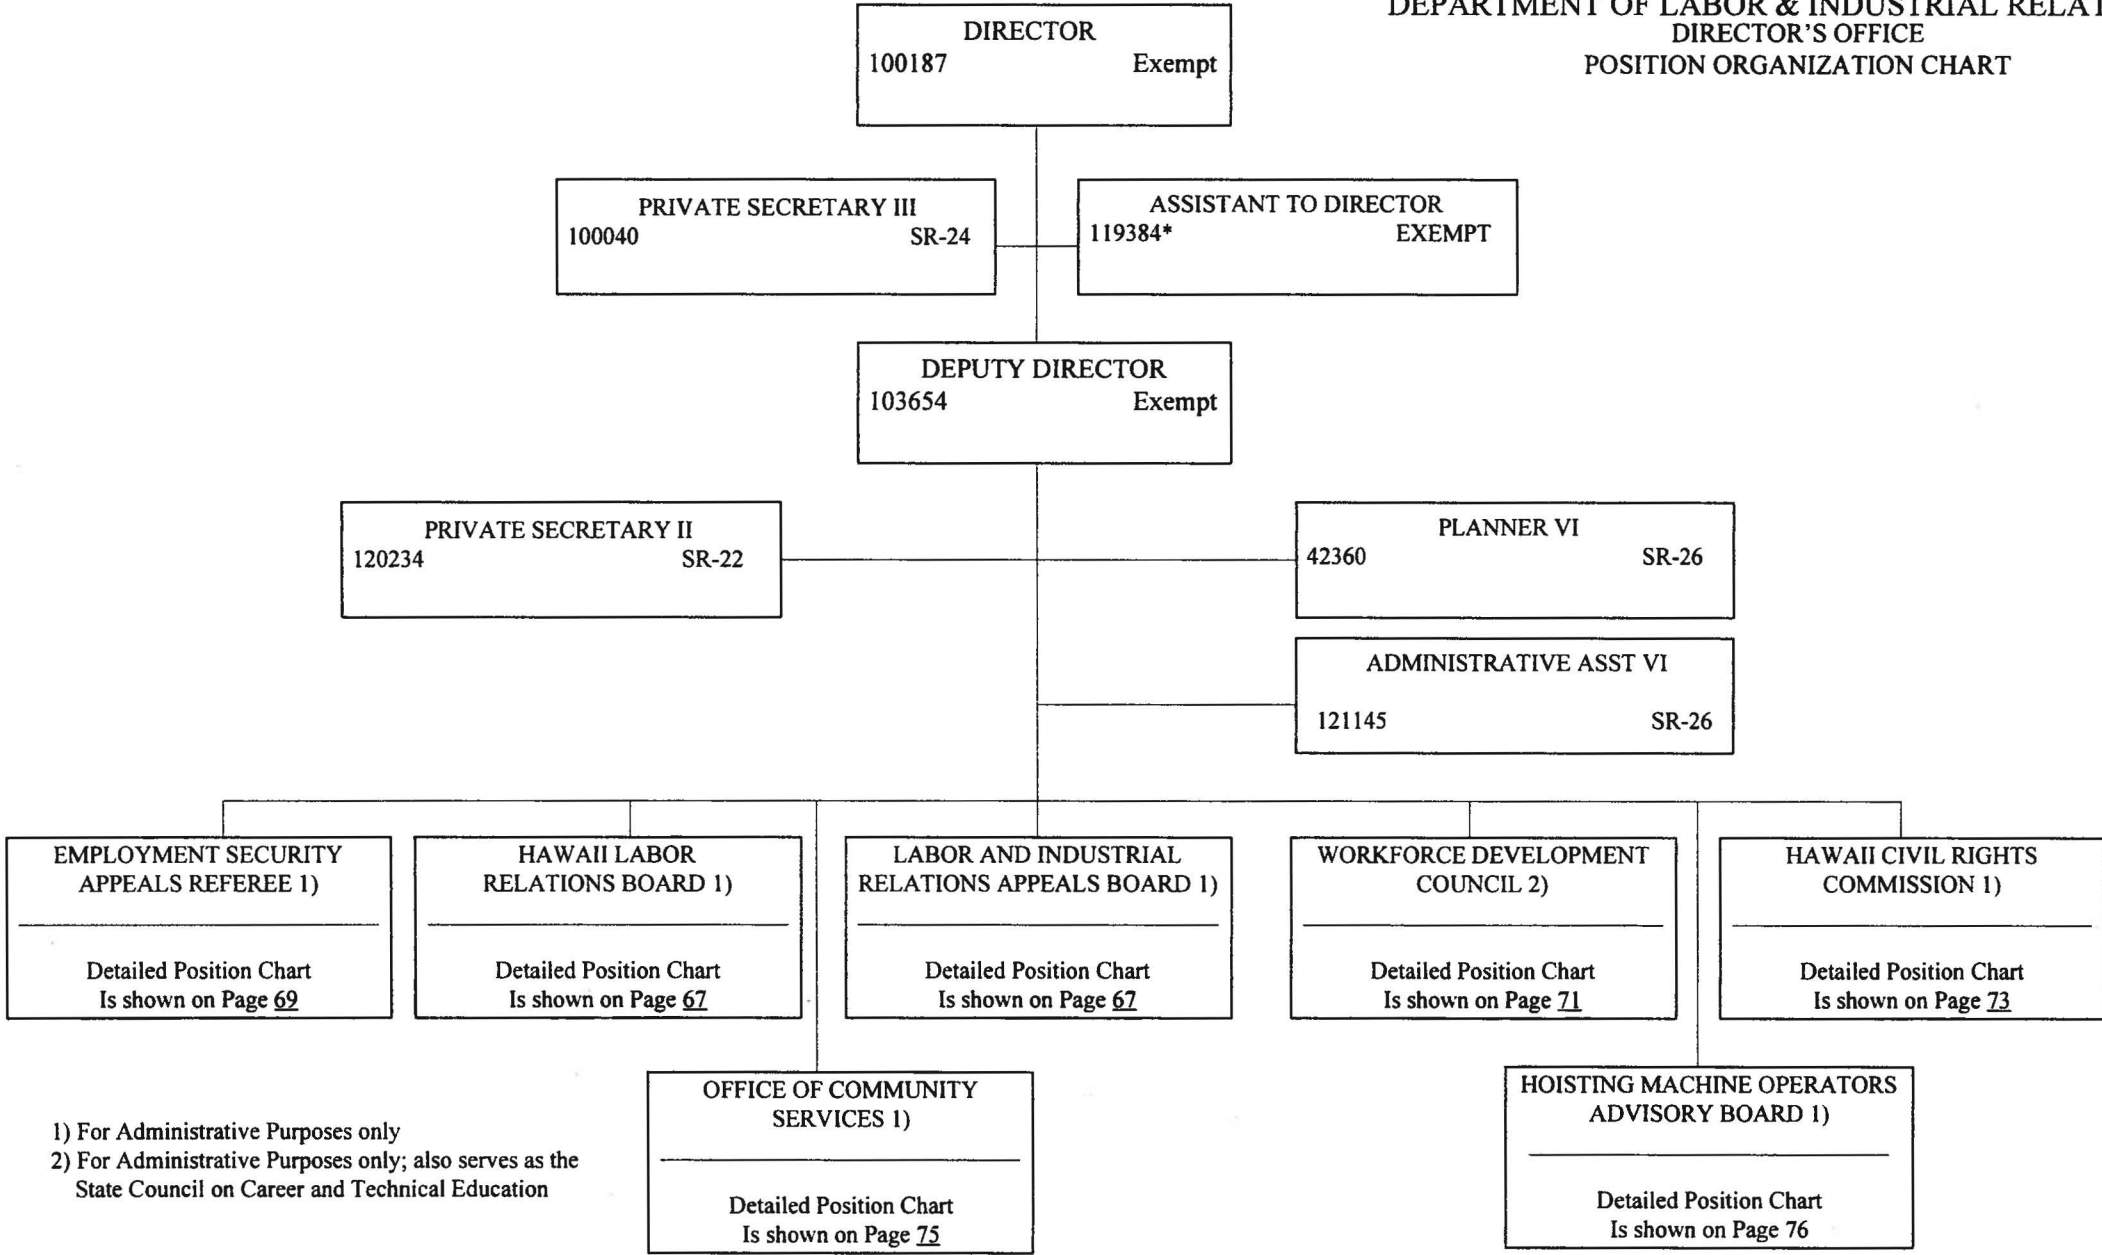 DEPARTMENT OF LABOR & INDUSTRIAL RELAT
DIRECTOR'S OFFICE
POSITION ORGANIZATION CHART
DIRECTOR
100187 Exempt
PRIVATE SECRETARY III
100040 SR-24
ASSISTANT TO DIRECTOR
119384* EXEMPT
DEPUTY DIRECTOR
103654 Exempt
PRIVATE SECRETARY II
120234 SR-22
PLANNER VI
42360 SR-26
ADMINISTRATIVE ASST VI
121145 SR-26
EMPLOYMENT SECURITY
APPEALS REFEREE 1)
Detailed Position Chart
Is shown on Page 69
HAWAII LABOR
RELATIONS BOARD 1)
Detailed Position Chart
Is shown on Page 67
LABOR AND INDUSTRIAL
RELATIONS APPEALS BOARD 1)
Detailed Position Chart
Is shown on Page 67
WORKFORCE DEVELOPMENT
COUNCIL 2)
Detailed Position Chart
Is shown on Page 71
HAWAII CIVIL RIGHTS
COMMISSION 1)
Detailed Position Chart
Is shown on Page 73
OFFICE OF COMMUNITY
SERVICES 1)
Detailed Position Chart
Is shown on Page 75
HOISTING MACHINE OPERATORS
ADVISORY BOARD 1)
Detailed Position Chart
Is shown on Page 76
1) For Administrative Purposes only
2) For Administrative Purposes only; also serves as the
State Council on Career and Technical Education